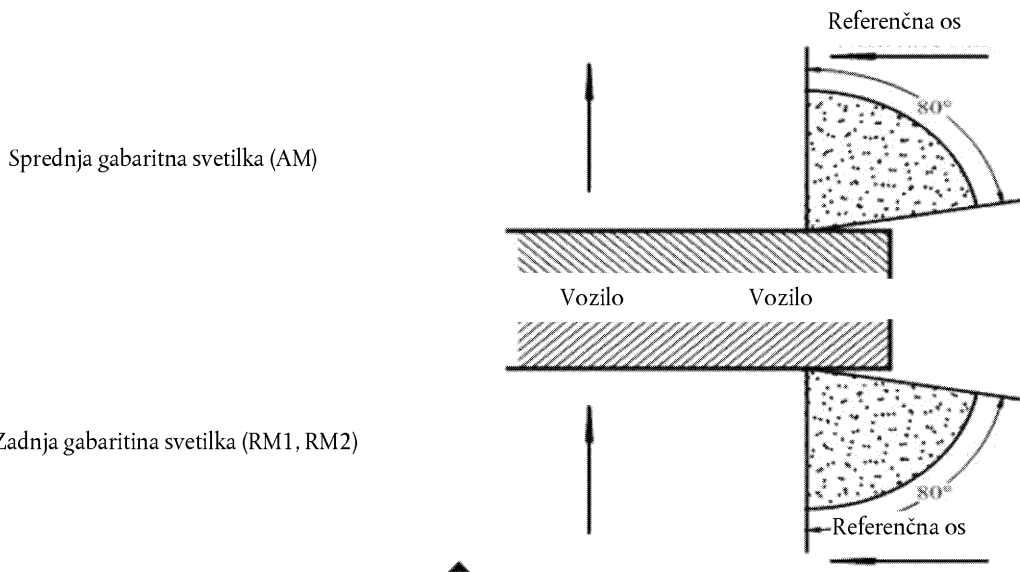 Referenčna os
80°
Sprednja gabaritna svetilka (AM)
Vozilo Vozilo
Zadnja gabaritina svetilka (RM1, RM2)
80°
Referenčna os